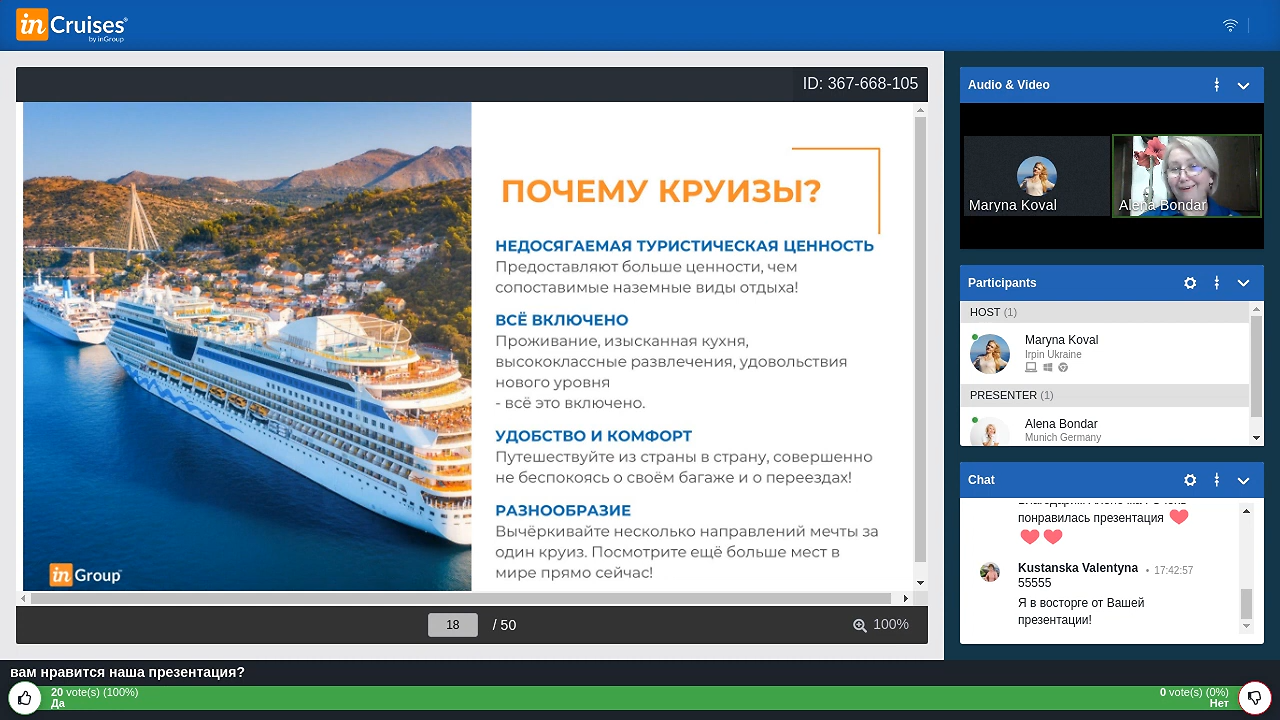 in Cruises®
by inGroup
ID: 367-668-105
ПОЧЕМУ КРУИЗЫ?
НЕДОСЯГАЕМАЯ ТУРИСТИЧЕСКАЯ ЦЕННОСТЬ
Предоставляют больше ценности, чем
сопоставимые наземные виды отдыха!
ВСЁ ВКЛЮЧЕНО
Проживание, изысканная кухня,
высококлассные развлечения, удовольствия
нового уровня
- всё это включено.
УДОБСТВО И КОМФОРТ
Путешествуйте из страны в страну, совершенно
не беспокоясь о своём багаже и о переездах!
РАЗНООБРАЗИЕ
Вычёркивайте несколько направлений мечты за
один круиз. Посмотрите ещё больше мест в
мире прямо сейчас!
in Group
18 / 50
100%
Audio & Video
Maryna Koval
Alena Bondar
Participants
HOST (1)
Maryna Koval
Irpin Ukraine
PRESENTER (1)
Alena Bondar
Munich Germany
Chat
понравилась презентация
Kustanska Valentyna • 17:42:57
55555
Я в восторге от Вашей
презентации!
вам нравится наша презентация?
20 vote(s) (100%)
Да
0 vote(s) (0%)
Нет